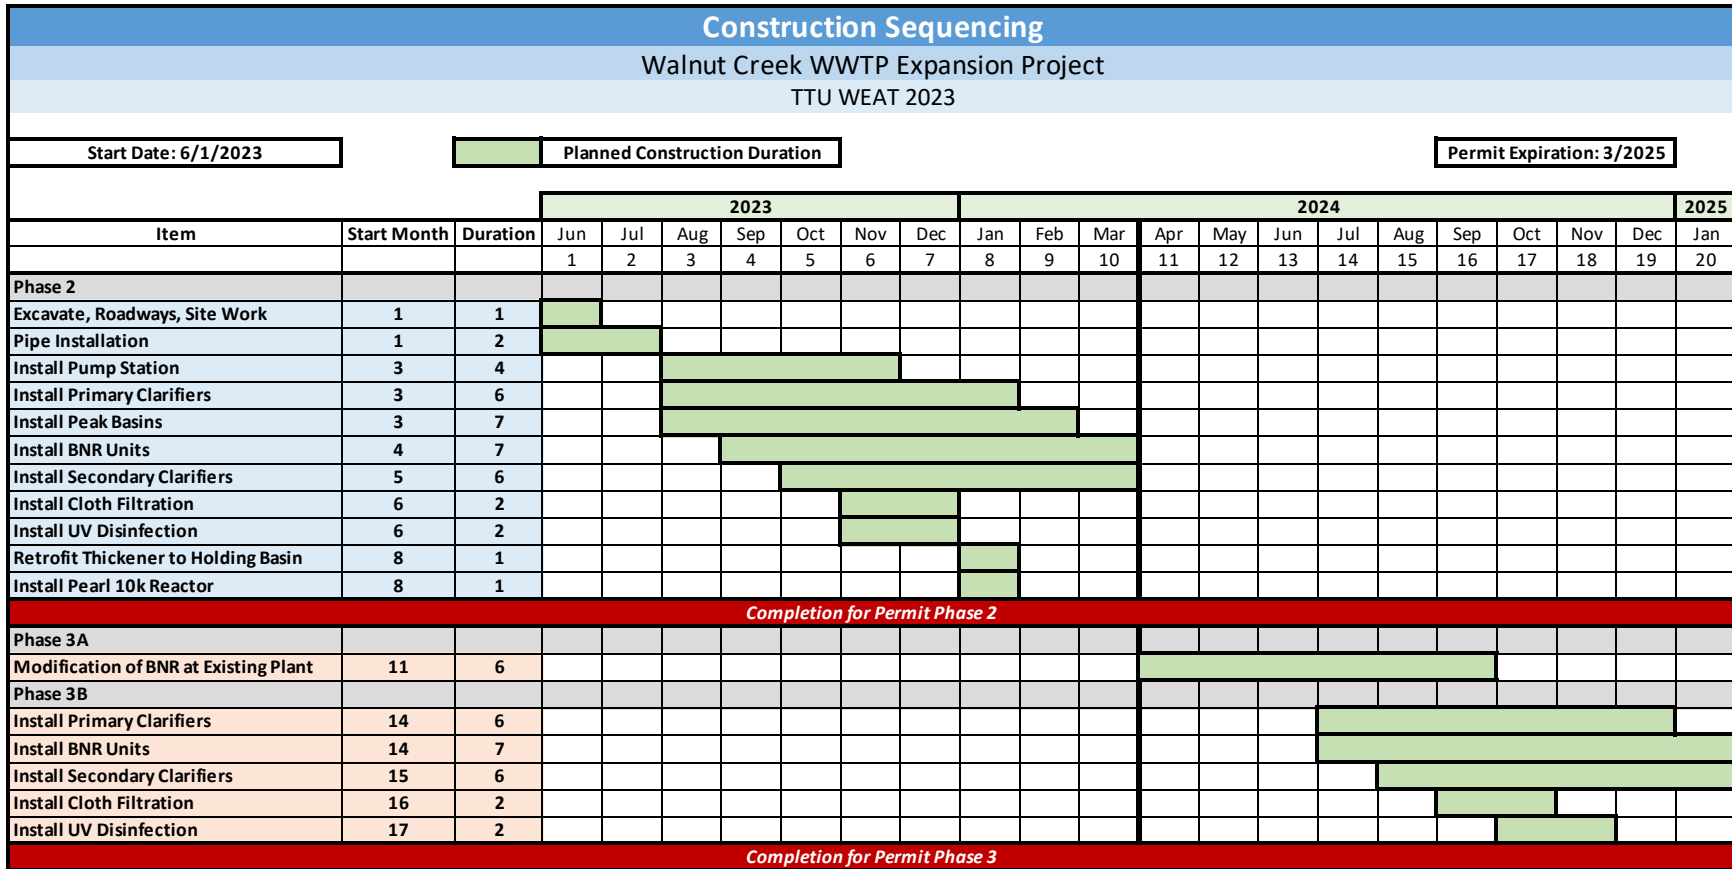 Construction Sequencing
Walnut Creek WWTP Expansion Project
TTU WEAT 2023
Start Date: 6/1/2023 Planned Construction Duration Permit Expiration: 3/2025
2023 2024 2025
Item Start Month Duration Jun Jul Aug Sep Oct Nov Dec Jan Feb Mar Apr May Jun Jul Aug Sep Oct Nov Dec Jan
1 2 3 4 5 6 7 8 9 10 11 12 13 14 15 16 17 18 19 20
Phase 2
Excavate, Roadways, Site Work 1 1
Pipe Installation 1 2
Install Pump Station 3 4
Install Primary Clarifiers 3 6
Install Peak Basins 3 7
Install BNR Units 4 7
Install Secondary Clarifiers 5 6
Install Cloth Filtration 6 2
Install UV Disinfection 6 2
Retrofit Thickener to Holding Basin 8 1
Install Pearl 10k Reactor 8 1
Completion for Permit Phase 2
Phase 3A
Modification of BNR at Existing Plant 11 6
Phase 3B
Install Primary Clarifiers 14 6
Install BNR Units 14 7
Install Secondary Clarifiers 15 6
Install Cloth Filtration 16 2
Install UV Disinfection 17 2
Completion for Permit Phase 3